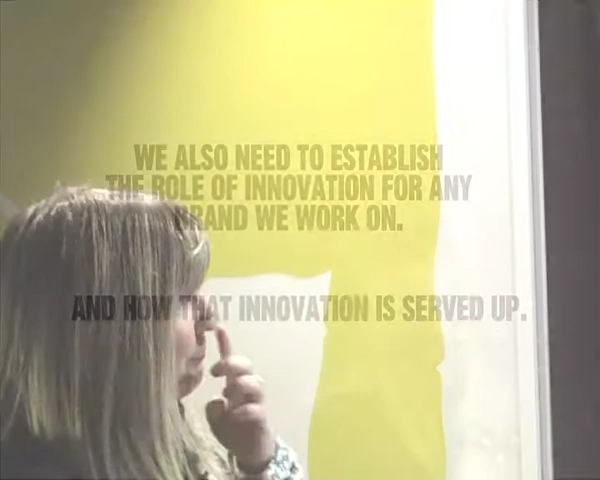 WE ALSO NEED TO ESTABLISH
THE ROLE OF INNOVATION FOR ANY
BRAND WE WORK ON.
AND HOW THAT INNOVATION IS SERVED UP.